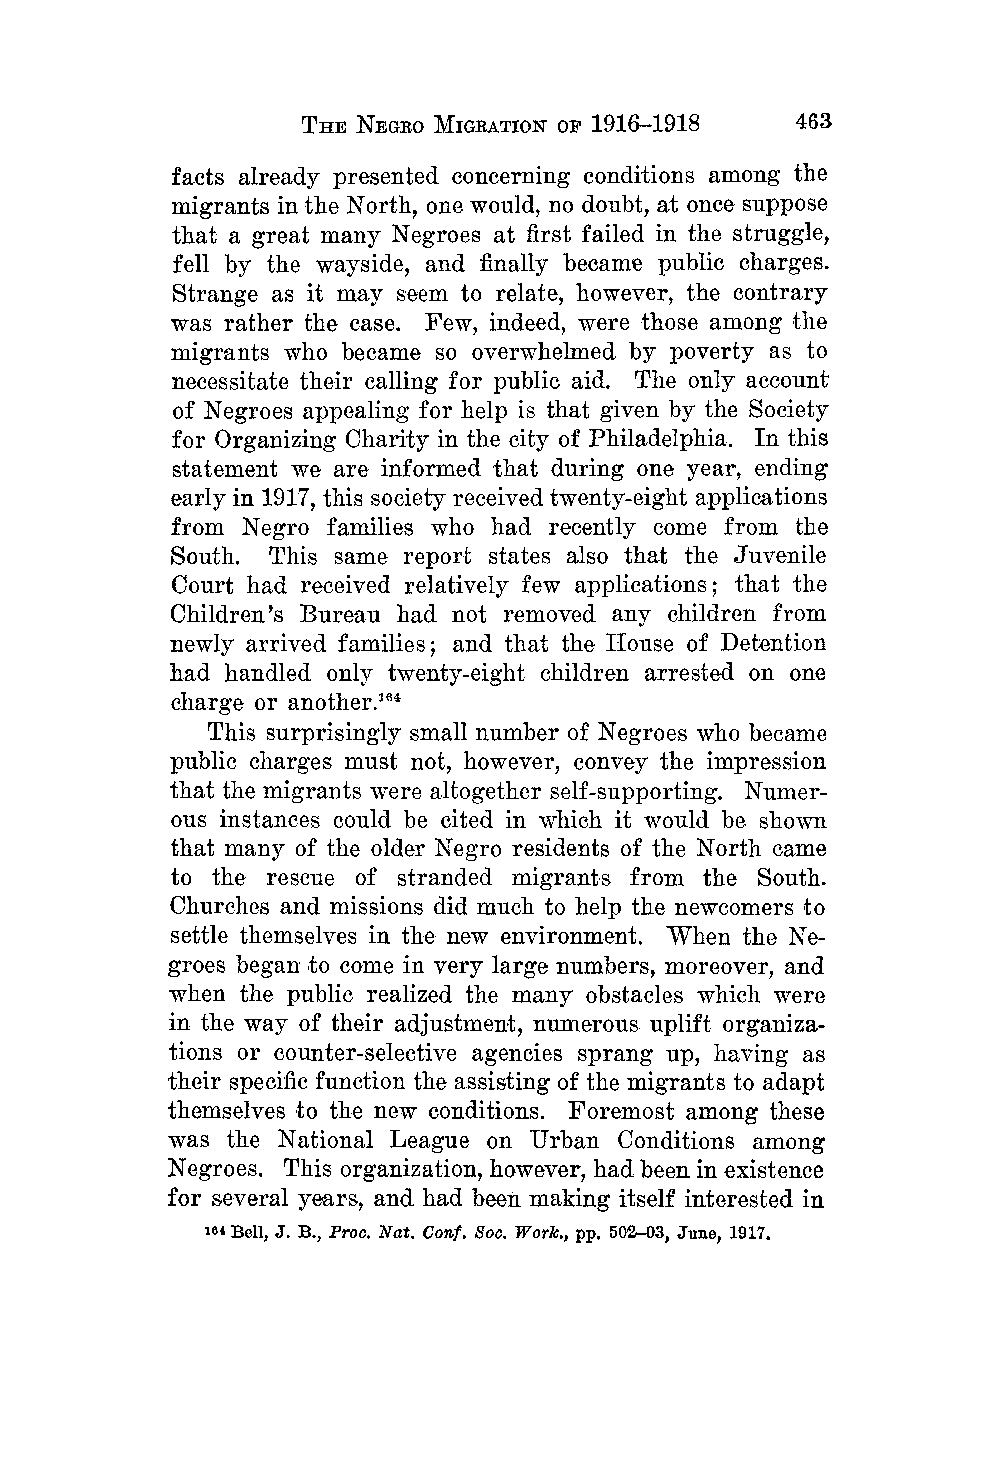 THE NEGRO MIGRATION OF 1916–1918 463
facts already presented concerning conditions among the
migrants in the North, one would, no doubt, at once suppose
that a great many Negroes at first failed in the struggle,
fell by the wayside, and finally became public charges.
Strange as it may seem to relate, however, the contrary
was rather the case. Few, indeed, were those among the
migrants who became so overwhelmed by poverty as to
necessitate their calling for public aid. The only account
of Negroes appealing for help is that given by the Society
for Organizing Charity in the city of Philadelphia. In this
statement we are informed that during one year, ending
early in 1917, this society received twenty-eight applications
from Negro families who had recently come from the
South. This same report states also that the Juvenile
Court had received relatively few applications; that the
Children's Bureau had not removed any children from
newly arrived families; and that the House of Detention
had handled only twenty-eight children arrested on one
charge or another.¹⁶⁴
This surprisingly small number of Negroes who became
public charges must not, however, convey the impression
that the migrants were altogether self-supporting. Numer-
ous instances could be cited in which it would be shown
that many of the older Negro residents of the North came
to the rescue of stranded migrants from the South.
Churches and missions did much to help the newcomers to
settle themselves in the new environment. When the Ne-
groes began to come in very large numbers, moreover, and
when the public realized the many obstacles which were
in the way of their adjustment, numerous uplift organiza-
tions or counter-selective agencies sprang up, having as
their specific function the assisting of the migrants to adapt
themselves to the new conditions. Foremost among these
was the National League on Urban Conditions among
Negroes. This organization, however, had been in existence
for several years, and had been making itself interested in
¹⁶⁴ Bell, J. B., Proc. Nat. Conf. Soc. Work., pp. 502–03, June, 1917.